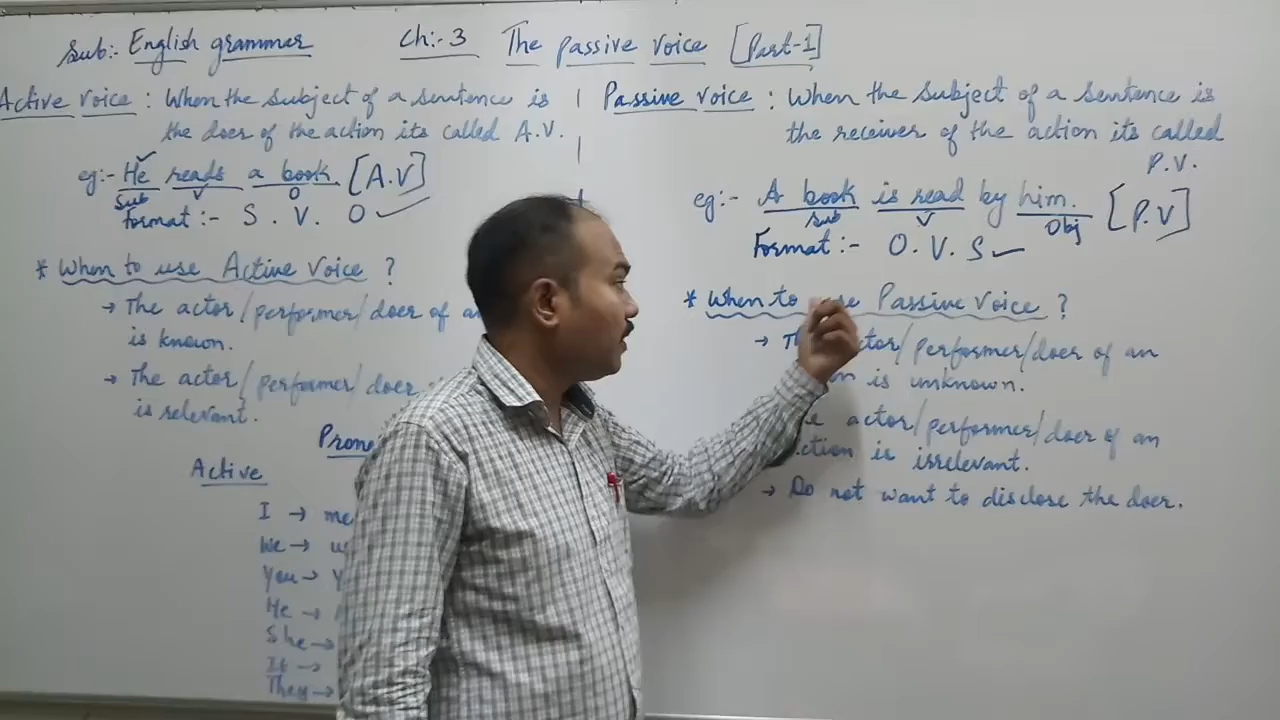 Sub:- English grammer Ch:-3 The Passive Voice [Part-1]
Active Voice : When the subject of a sentence is
the doer of the action its called A.V.
eg:- He reads a book [A.V]
Sub V O
Format :- S. V. O
* When to use Active Voice ?
→ The actor/performer/doer of
is known.
→ The actor/performer/doer
is relevant.
Active
I → me
We →
You →
He →
She →
It →
They →
Passive Voice : When the subject of a sentence is
the receiver of the action its called
P.V.
eg:- A book is read by him. [P.V]
Sub V Obj
Format :- O. V. S
* When to use Passive Voice ?
→ /performer/doer of an
is unknown.
actor/performer/doer of an
is irrelevant.
→ Do not want to disclose the doer.